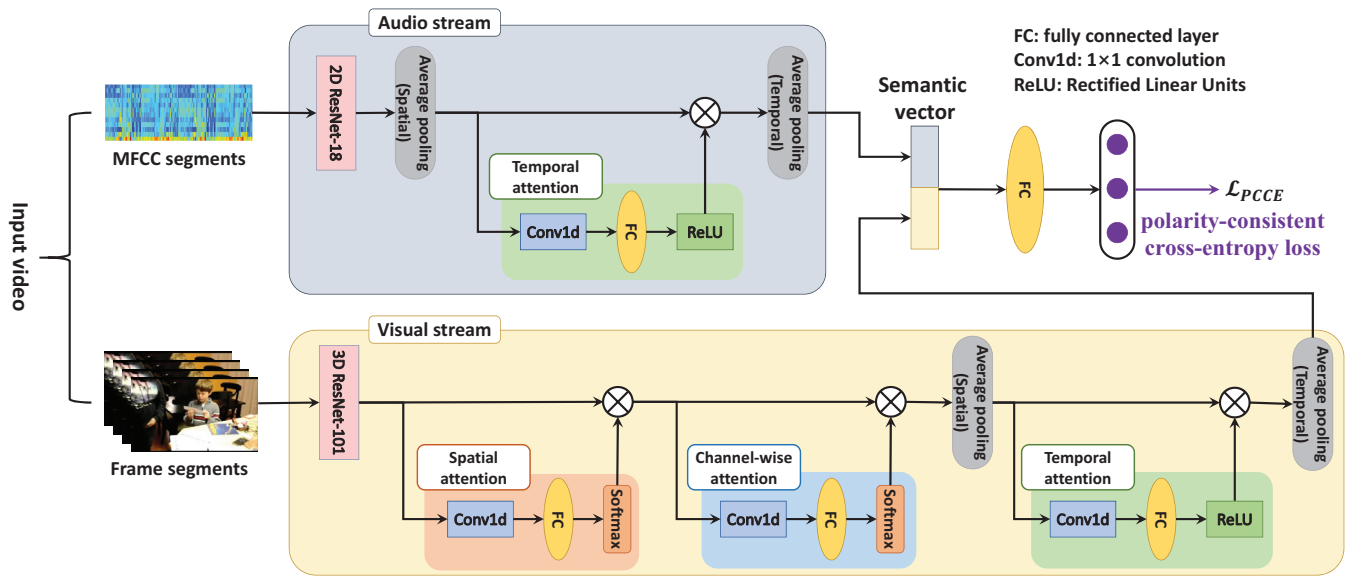 Audio stream
FC: fully connected layer
Conv1d: 1×1 convolution
ReLU: Rectified Linear Units
Input video
MFCC segments
2D ResNet-18
Average pooling
(Spatial)
Temporal
attention
Conv1d
FC
ReLU
Average pooling
(Temporal)
Semantic
vector
FC
ℒPCCE
polarity-consistent
cross-entropy loss
Visual stream
Frame segments
3D ResNet-101
Spatial
attention
Conv1d
FC
Softmax
Channel-wise
attention
Conv1d
FC
Softmax
Average pooling
(Spatial)
Temporal
attention
Conv1d
FC
ReLU
Average pooling
(Temporal)